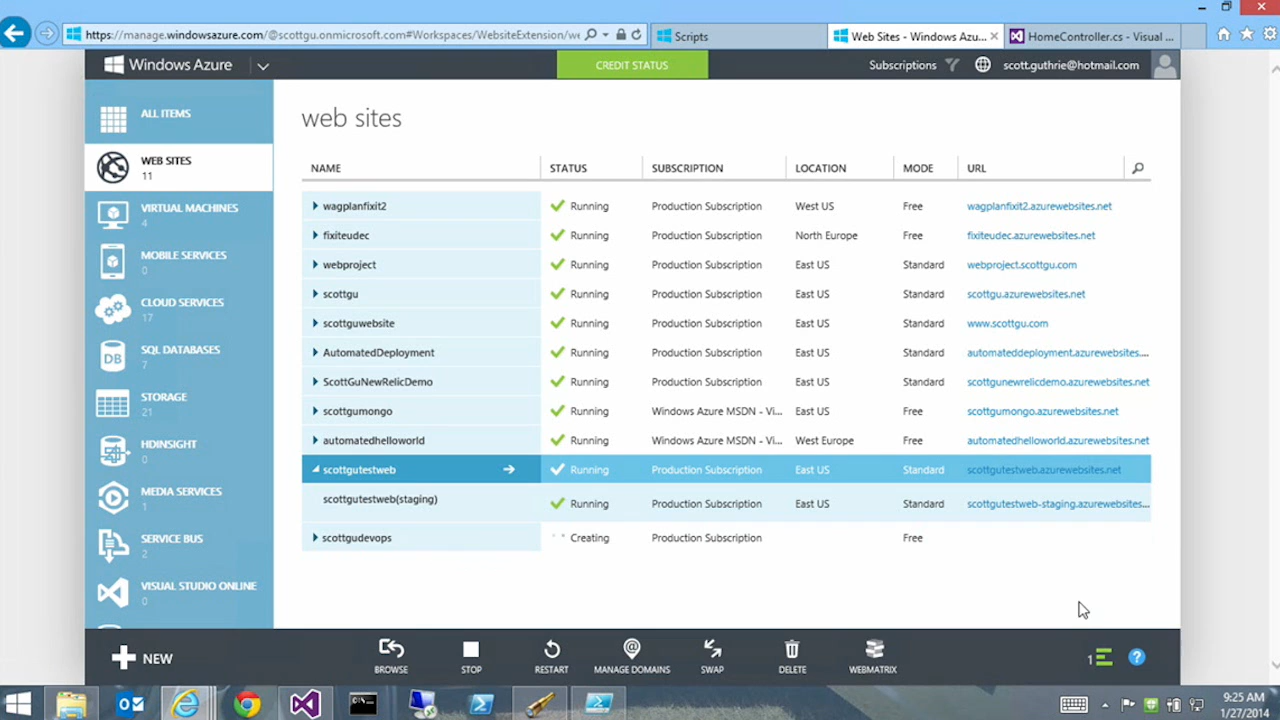 https://manage.windowsazure.com/@scottgu.onmicrosoft.com#Workspaces/WebsiteExtension/we
Scripts
Web Sites - Windows Azu...
HomeController.cs - Visual ...
Windows Azure
CREDIT STATUS
Subscriptions
scott.guthrie@hotmail.com
ALL ITEMS
WEB SITES
11
VIRTUAL MACHINES
4
MOBILE SERVICES
0
CLOUD SERVICES
17
DB
SQL DATABASES
7
STORAGE
21
HDINSIGHT
0
MEDIA SERVICES
1
SERVICE BUS
2
VISUAL STUDIO ONLINE
0
web sites
NAME STATUS SUBSCRIPTION LOCATION MODE URL
wagplanfixit2 Running Production Subscription West US Free wagplanfixit2.azurewebsites.net
fixiteudec Running Production Subscription North Europe Free fixiteudec.azurewebsites.net
webproject Running Production Subscription East US Standard webproject.scottgu.com
scottgu Running Production Subscription East US Standard scottgu.azurewebsites.net
scottguwebsite Running Production Subscription East US Standard www.scottgu.com
AutomatedDeployment Running Production Subscription East US Standard automateddeployment.azurewebsites....
ScottGuNewRelicDemo Running Production Subscription East US Standard scottgunewrelicdemo.azurewebsites.net
scottgumongo Running Windows Azure MSDN - Vi... East US Free scottgumongo.azurewebsites.net
automatedhelloworld Running Windows Azure MSDN - Vi... West Europe Free automatedhelloworld.azurewebsites.net
scottgutestweb Running Production Subscription East US Standard scottgutestweb.azurewebsites.net
scottgutestweb(staging) Running Production Subscription East US Standard scottgutestweb-staging.azurewebsites...
scottgudevops Creating Production Subscription Free
NEW
BROWSE
STOP
RESTART
MANAGE DOMAINS
SWAP
DELETE
WEBMATRIX
1
?
9:25 AM
1/27/2014